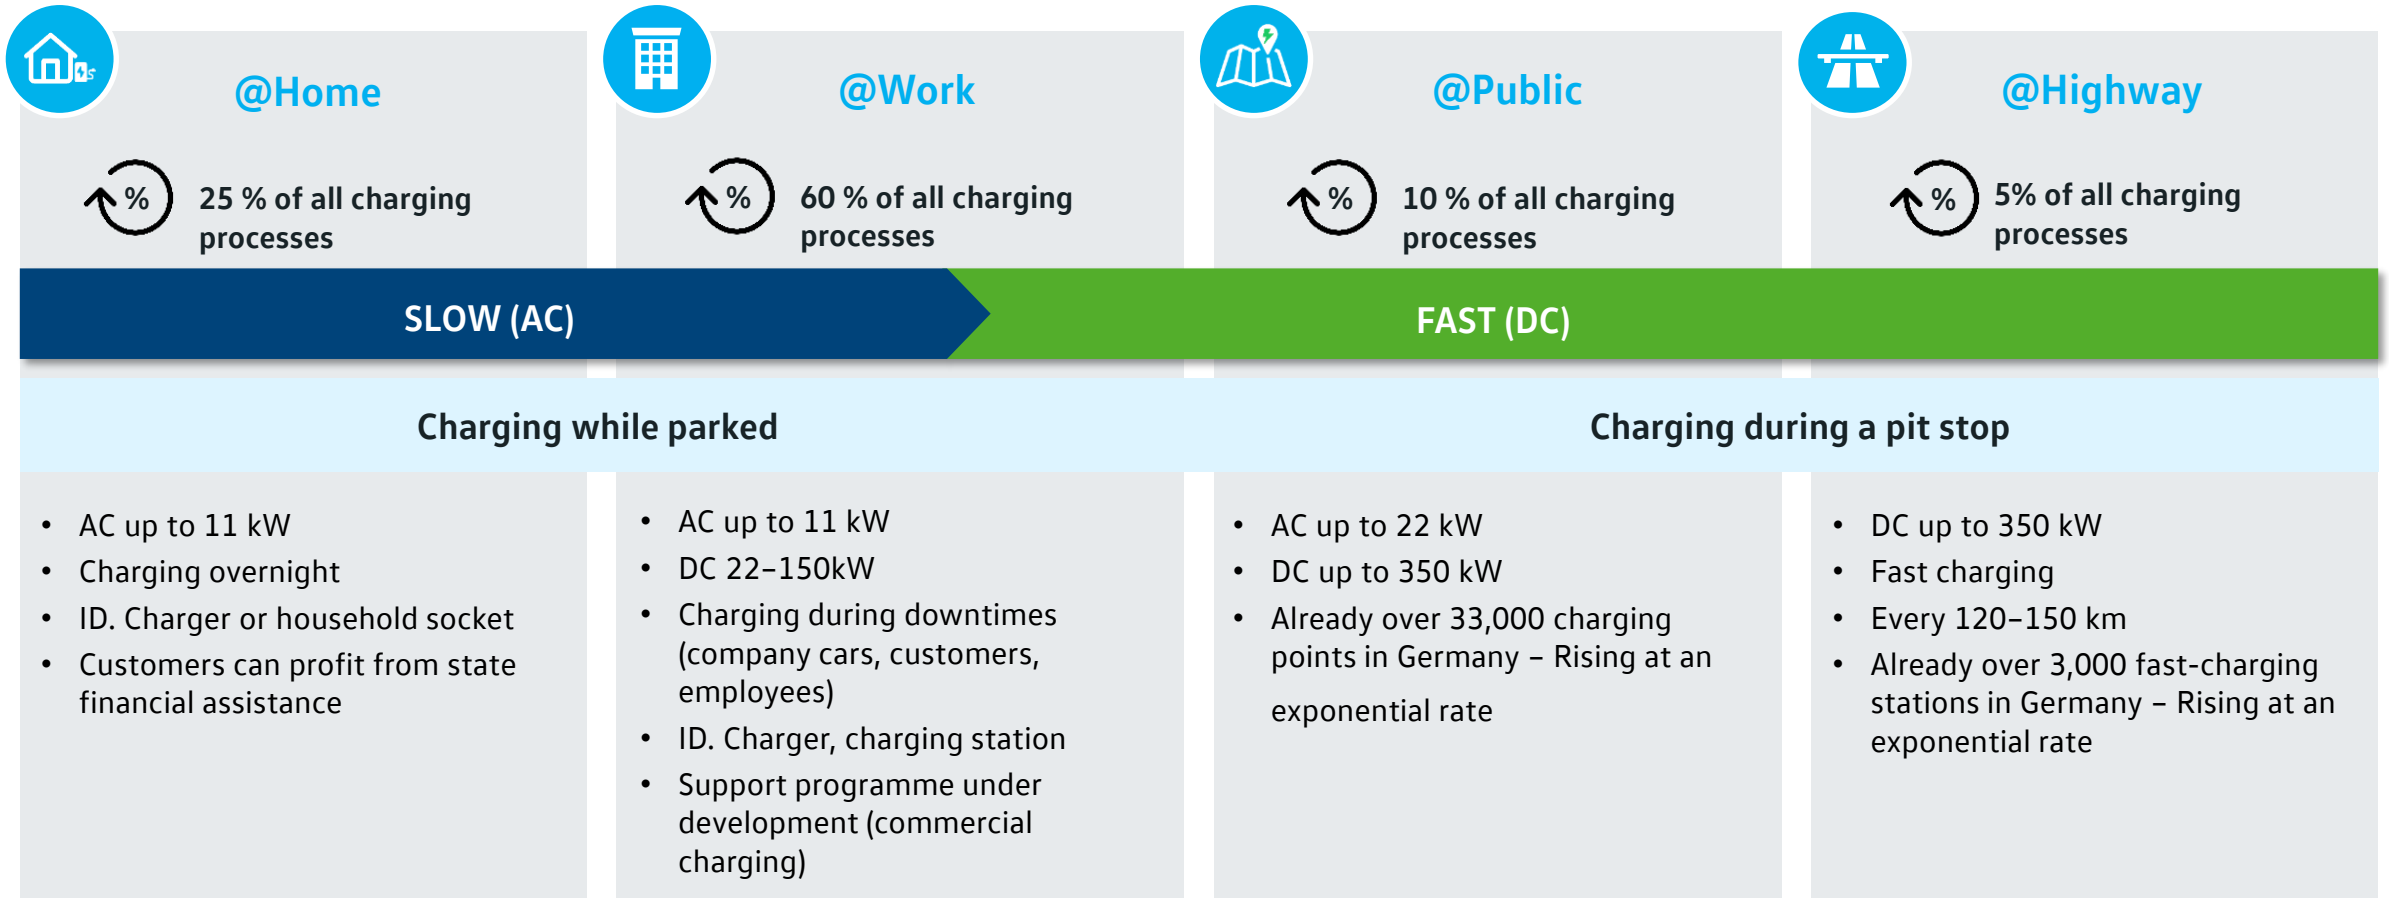 @Home
% 25 % of all charging
processes
@Work
% 60 % of all charging
processes
@Public
% 10 % of all charging
processes
@Highway
% 5% of all charging
processes
SLOW (AC)
FAST (DC)
Charging while parked
Charging during a pit stop
• AC up to 11 kW
• Charging overnight
• ID. Charger or household socket
• Customers can profit from state
financial assistance
• AC up to 11 kW
• DC 22–150kW
• Charging during downtimes
(company cars, customers,
employees)
• ID. Charger, charging station
• Support programme under
development (commercial
charging)
• AC up to 22 kW
• DC up to 350 kW
• Already over 33,000 charging
points in Germany – Rising at an
exponential rate
• DC up to 350 kW
• Fast charging
• Every 120–150 km
• Already over 3,000 fast-charging
stations in Germany – Rising at an
exponential rate